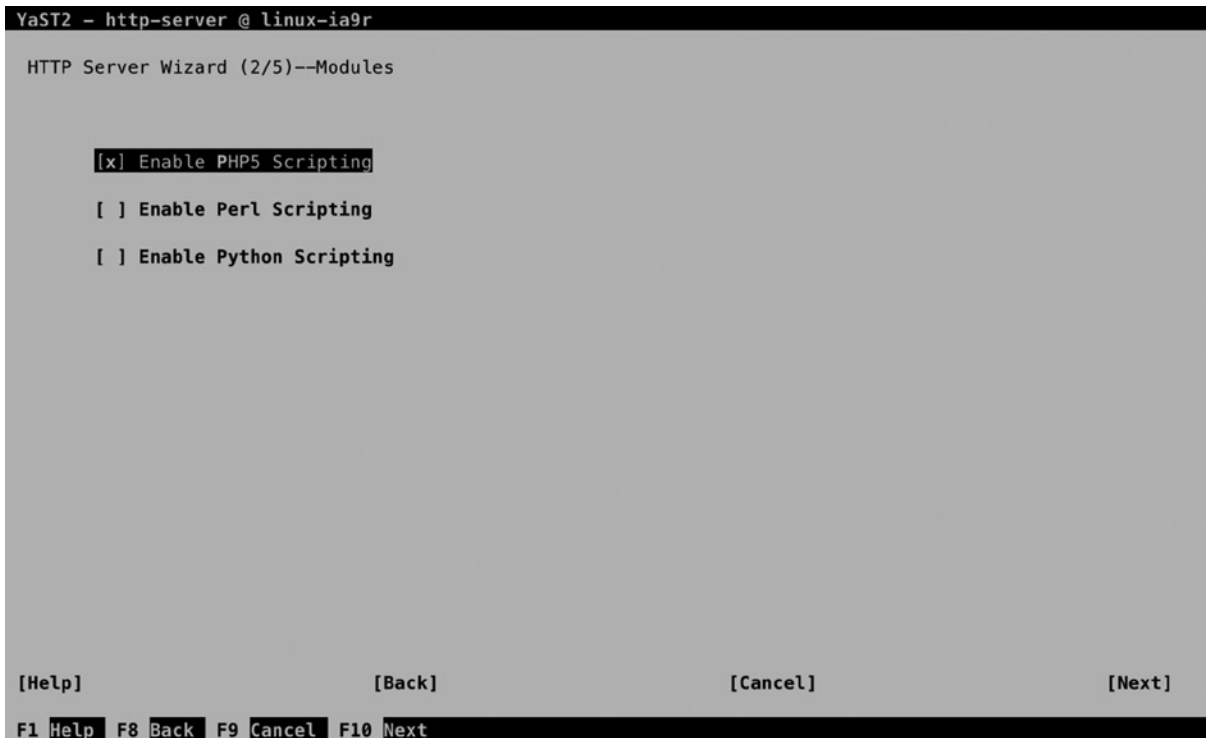 YaST2 - http-server @ linux-ia9r
HTTP Server Wizard (2/5)--Modules
[x] Enable PHP5 Scripting
[ ] Enable Perl Scripting
[ ] Enable Python Scripting
[Help] [Back] [Cancel] [Next]
F1 Help F8 Back F9 Cancel F10 Next